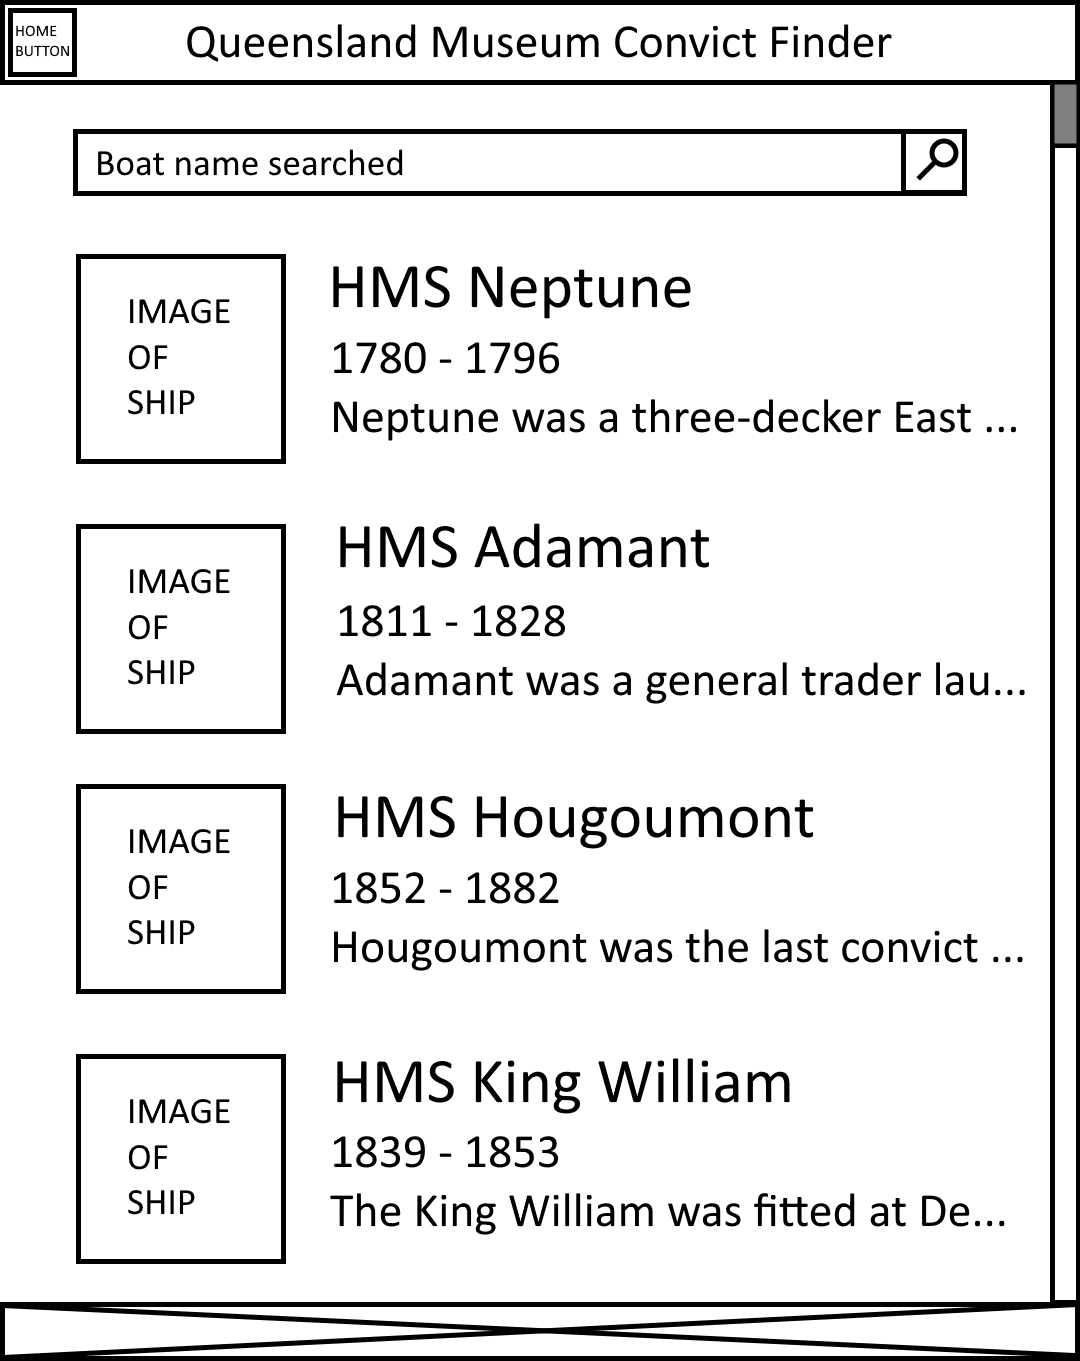 HOME
BUTTON
Queensland Museum Convict Finder
Boat name searched
IMAGE
OF
SHIP
HMS Neptune
1780 - 1796
Neptune was a three-decker East ...
IMAGE
OF
SHIP
HMS Adamant
1811 - 1828
Adamant was a general trader lau...
IMAGE
OF
SHIP
HMS Hougoumont
1852 - 1882
Hougoumont was the last convict ...
IMAGE
OF
SHIP
HMS King William
1839 - 1853
The King William was fitted at De...